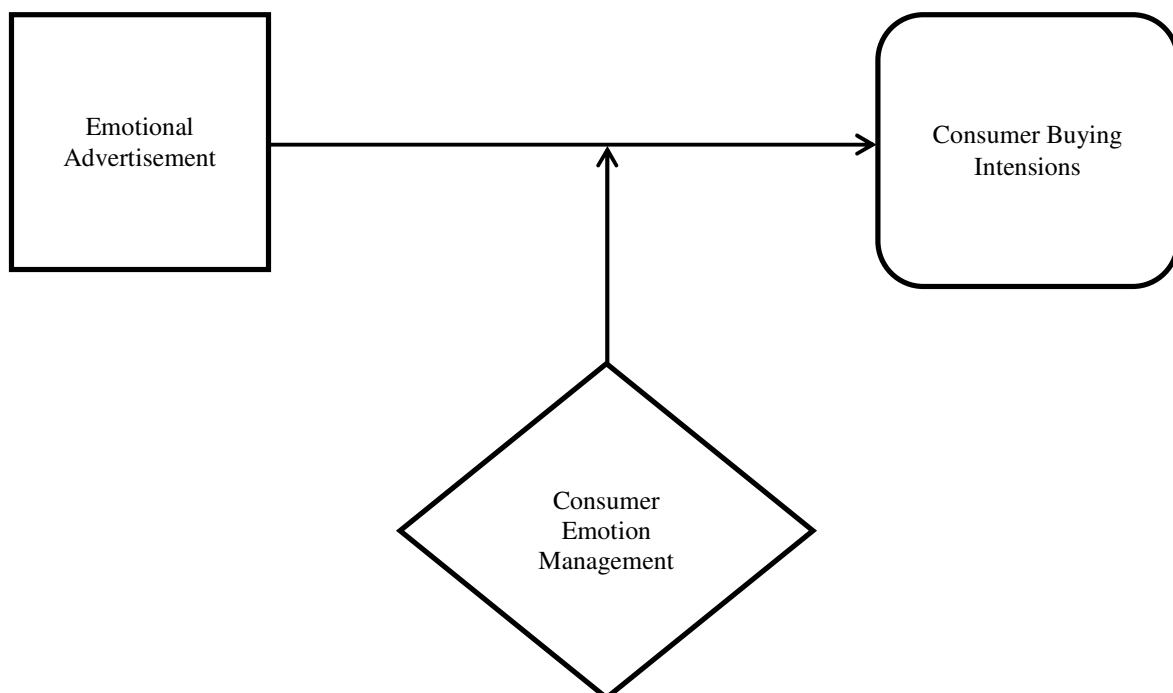 Emotional
Advertisement
Consumer Buying
Intensions
Consumer
Emotion
Management